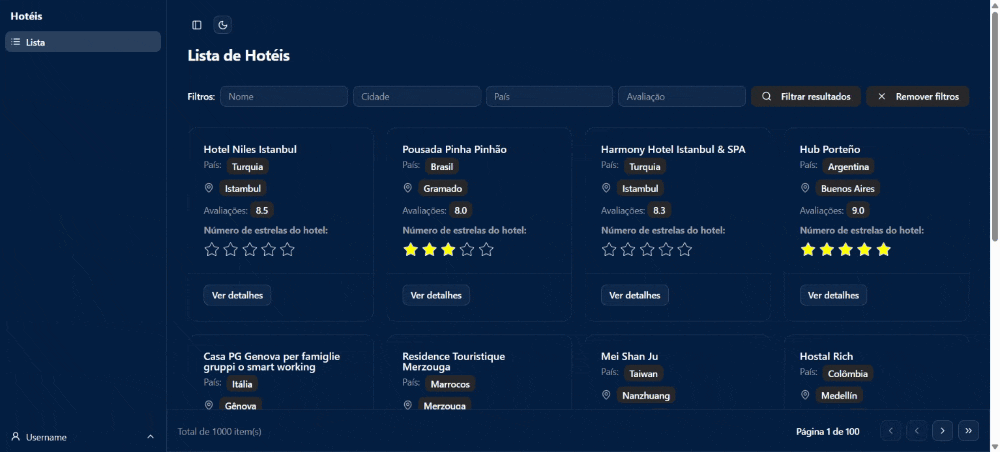 Hotéis
Lista
Lista de Hotéis
Filtros: Nome Cidade País Avaliação Filtrar resultados Remover filtros
Hotel Niles Istanbul
País: Turquia
Istambul
Avaliações: 8.5
Número de estrelas do hotel:
Ver detalhes
Pousada Pinha Pinhão
País: Brasil
Gramado
Avaliações: 8.0
Número de estrelas do hotel:
Ver detalhes
Harmony Hotel Istanbul & SPA
País: Turquia
Istambul
Avaliações: 8.3
Número de estrelas do hotel:
Ver detalhes
Hub Porteño
País: Argentina
Buenos Aires
Avaliações: 9.0
Número de estrelas do hotel:
Ver detalhes
Casa PG Genova per famiglie
gruppi o smart working
País: Itália
Gênova
Residence Touristique
Merzouga
País: Marrocos
Merzouga
Mei Shan Ju
País: Taiwan
Nanzhuang
Hostal Rich
País: Colômbia
Medellín
Username
Total de 1000 item(s)
Página 1 de 100